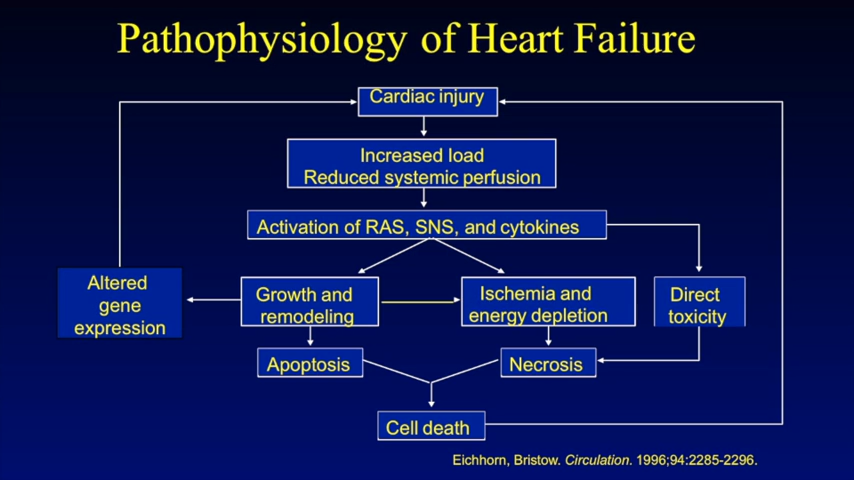 Pathophysiology of Heart Failure
Cardiac injury
Increased load
Reduced systemic perfusion
Activation of RAS, SNS, and cytokines
Altered
gene
expression
Growth and
remodeling
Ischemia and
energy depletion
Direct
toxicity
Apoptosis
Necrosis
Cell death
Eichhorn, Bristow. Circulation. 1996;94:2285-2296.